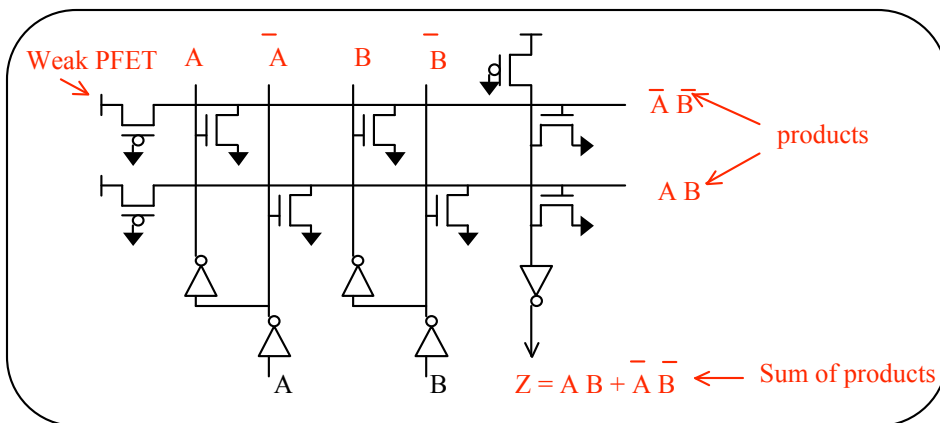 Weak PFET A A̅ B B̅
A̅ B̅
products
A B
A B
Z = A B + A̅ B̅ Sum of products